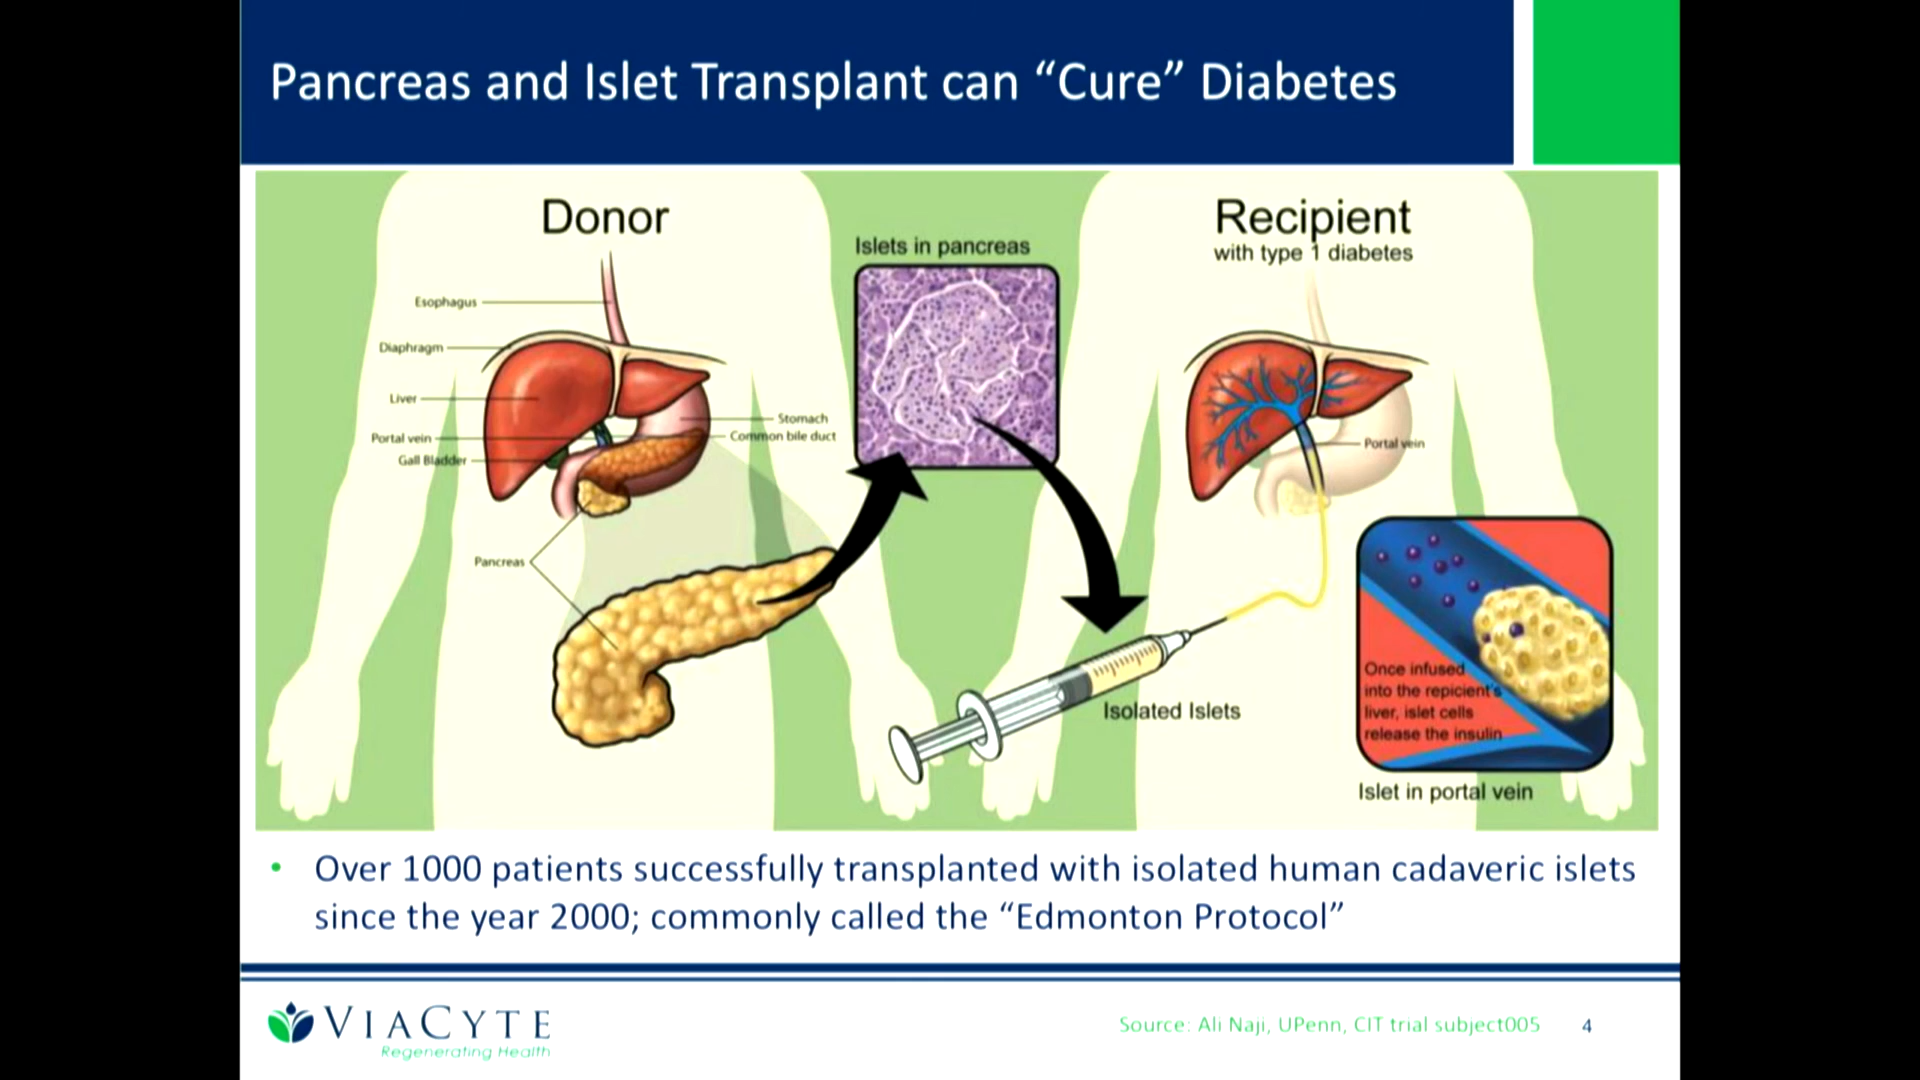 Pancreas and Islet Transplant can “Cure” Diabetes
Donor
Esophagus
Diaphragm
Liver
Portal vein
Gall Bladder
Stomach
Common bile duct
Pancreas
Islets in pancreas
Isolated Islets
Recipient
with type 1 diabetes
Portal vein
Once infused
into the repicient's
liver, islet cells
release the insulin
Islet in portal vein
• Over 1000 patients successfully transplanted with isolated human cadaveric islets
since the year 2000; commonly called the “Edmonton Protocol”
VIACYTE
Regenerating Health
Source: Ali Naji, UPenn, CIT trial subject005
4